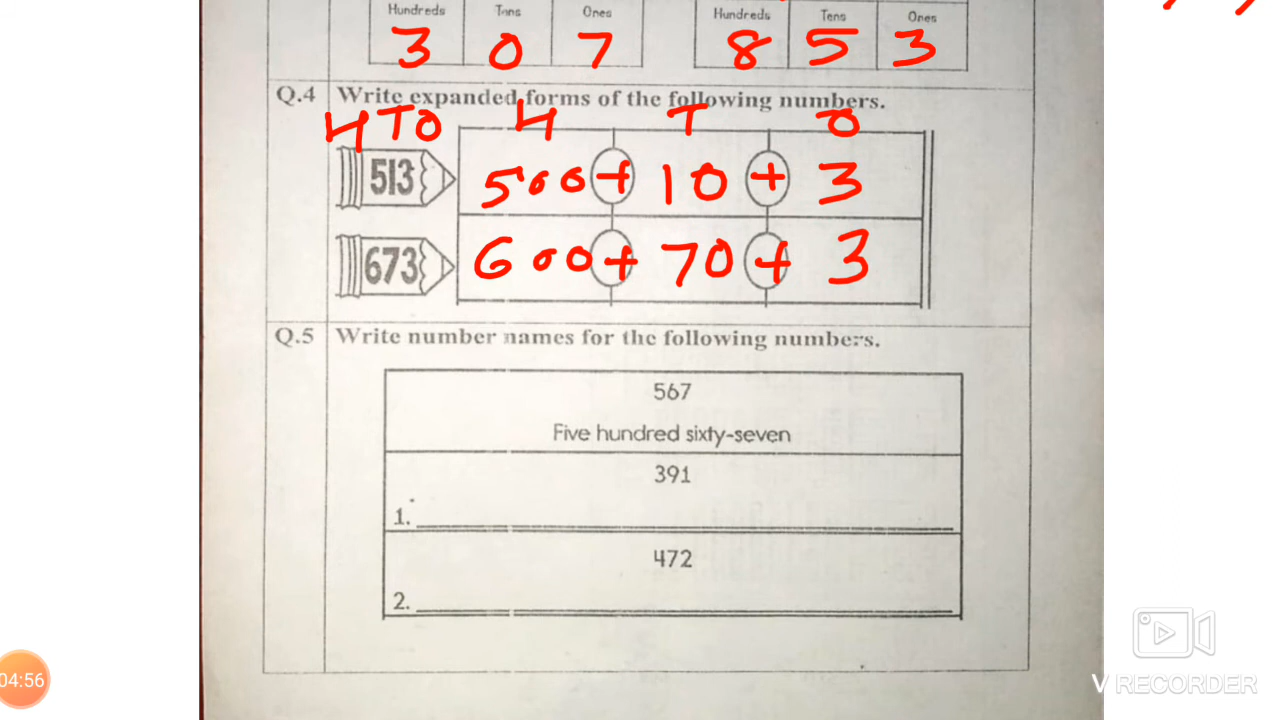 Hundreds Tens Ones Hundreds Tens Ones
3 0 7 8 5 3
Q.4 Write expanded forms of the following numbers.
H T O H T O
513 500 + 10 + 3
673 600 + 70 + 3
Q.5 Write number names for the following numbers.
567
Five hundred sixty-seven
391
1.
472
2.
04:56
V RECORDER